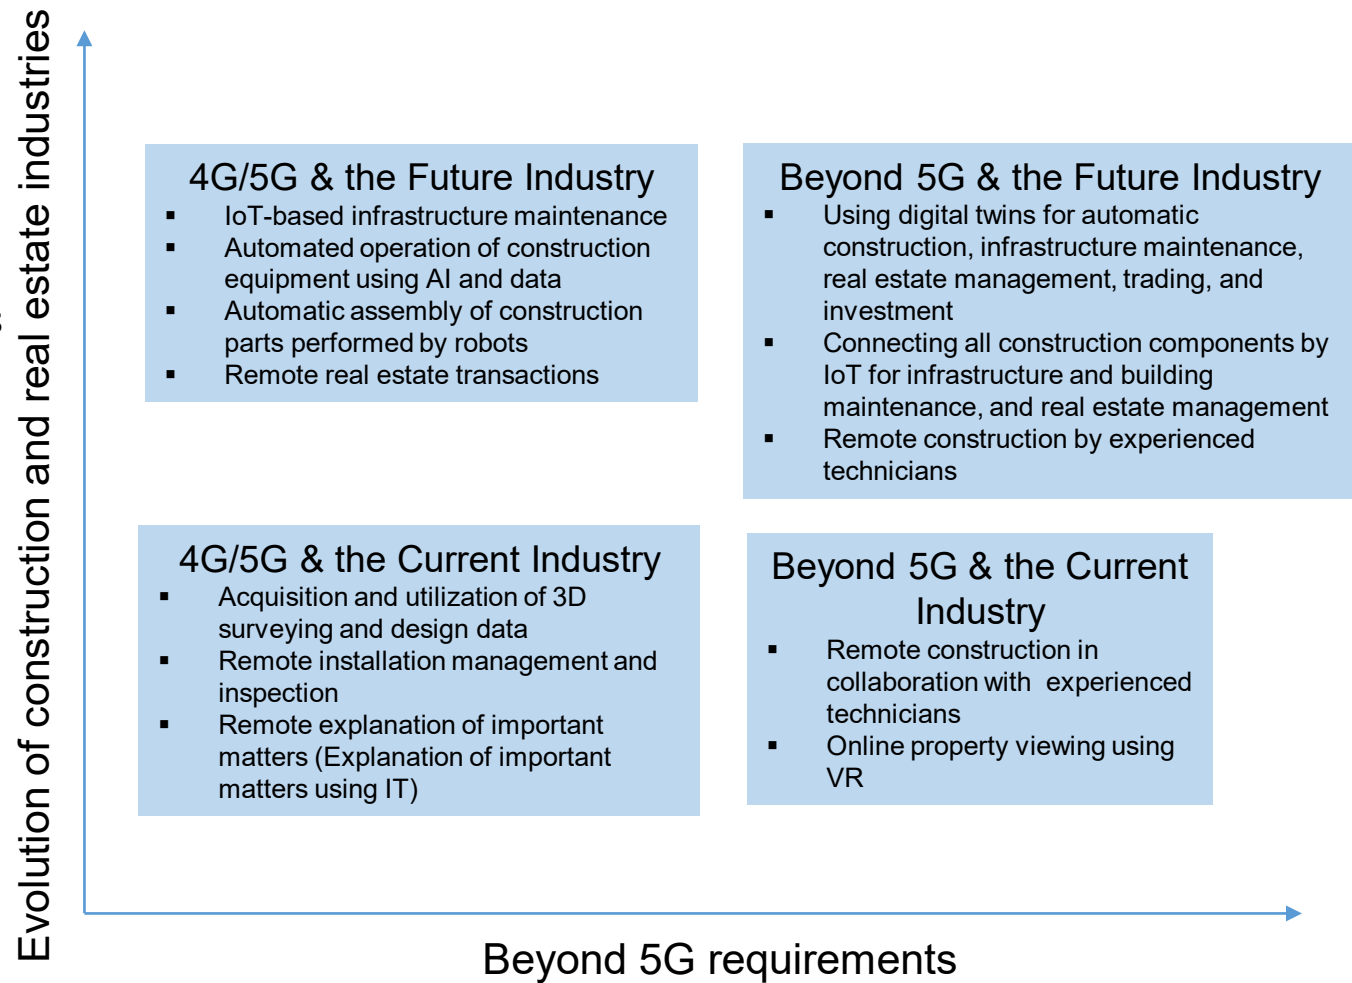 Evolution of construction and real estate industries
4G/5G & the Future Industry
▪ IoT-based infrastructure maintenance
▪ Automated operation of construction
equipment using AI and data
▪ Automatic assembly of construction
parts performed by robots
▪ Remote real estate transactions
Beyond 5G & the Future Industry
▪ Using digital twins for automatic
construction, infrastructure maintenance,
real estate management, trading, and
investment
▪ Connecting all construction components by
IoT for infrastructure and building
maintenance, and real estate management
▪ Remote construction by experienced
technicians
4G/5G & the Current Industry
▪ Acquisition and utilization of 3D
surveying and design data
▪ Remote installation management and
inspection
▪ Remote explanation of important
matters (Explanation of important
matters using IT)
Beyond 5G & the Current
Industry
▪ Remote construction in
collaboration with experienced
technicians
▪ Online property viewing using
VR
Beyond 5G requirements